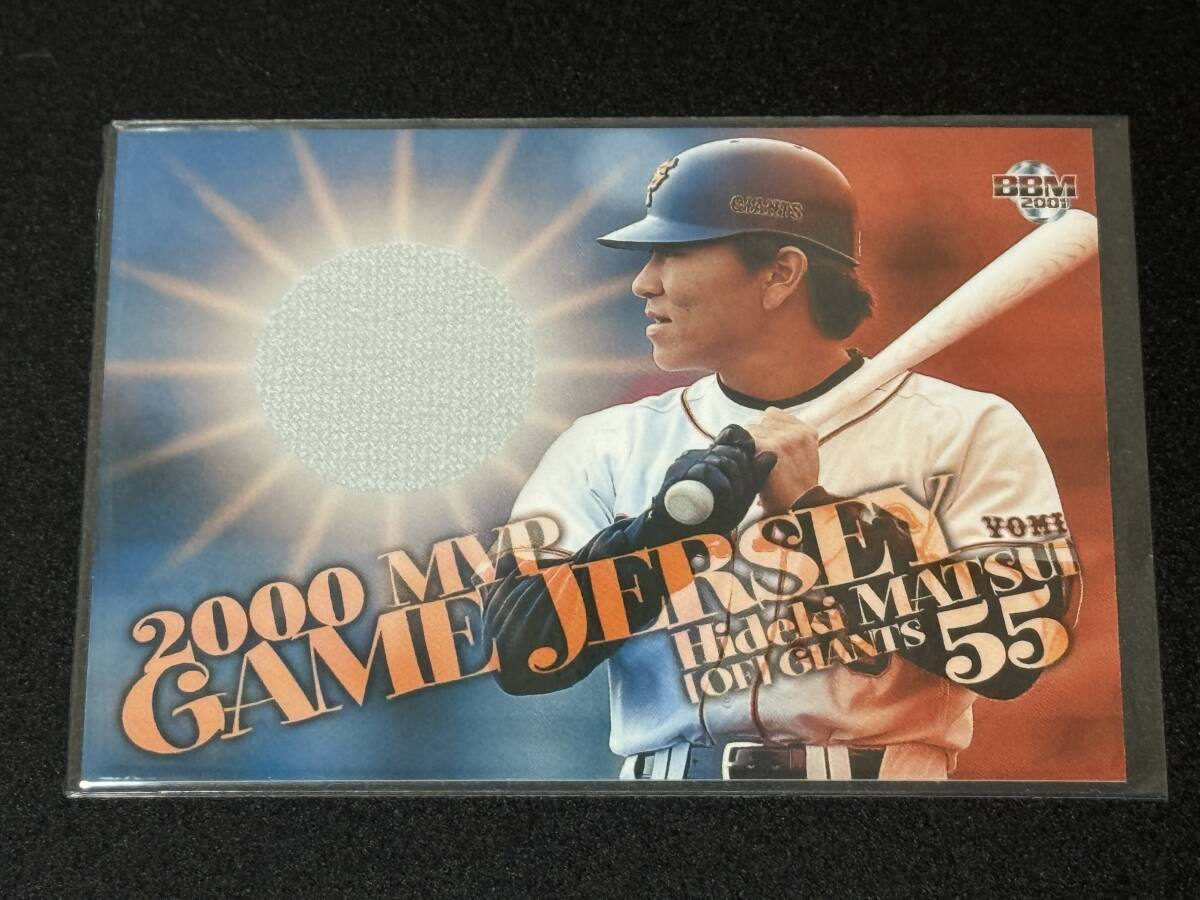 BBM
2001
GIANTS
YOMI
2000 MVP
GAME JERSEY
Hideki MATSUI
[OF] GIANTS 55